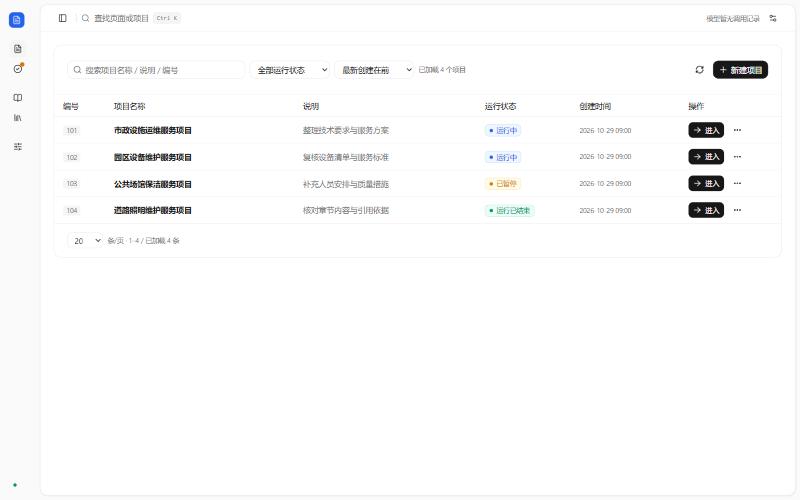 查找页面或项目 Ctrl K 模型暂无调用记录
搜索项目名称 / 说明 / 编号 全部运行状态 最新创建在前 已加载 4 个项目 新建项目
编号 项目名称 说明 运行状态 创建时间 操作
101 市政设施运维服务项目 整理技术要求与服务方案 运行中 2026-10-29 09:00 进入
102 园区设备维护服务项目 复核设备清单与服务标准 运行中 2026-10-29 09:00 进入
103 公共场馆保洁服务项目 补充人员安排与质量措施 已暂停 2026-10-29 09:00 进入
104 道路照明维护服务项目 核对章节内容与引用依据 运行已结束 2026-10-29 09:00 进入
20 条/页 · 1-4 / 已加载 4 条